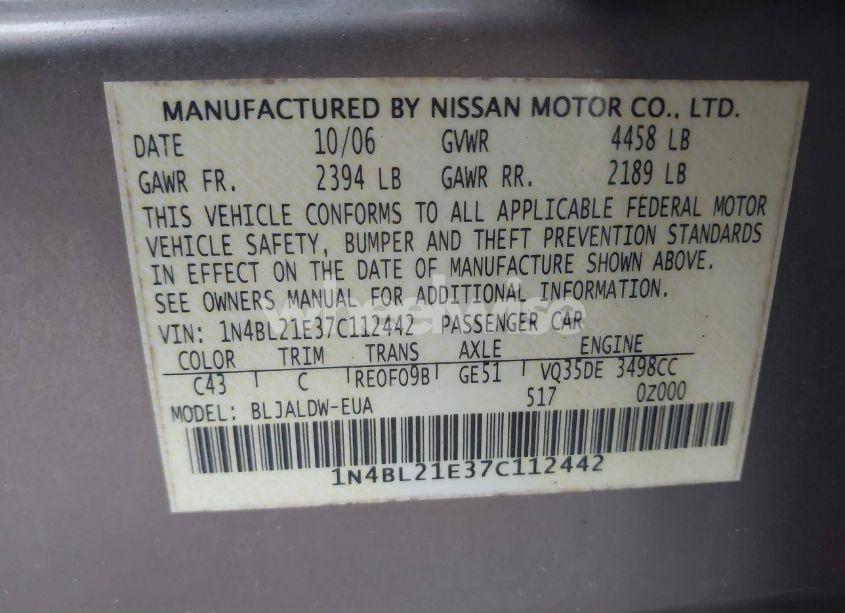 MANUFACTURED BY NISSAN MOTOR CO., LTD.
DATE 10/06 GVWR 4458 LB
GAWR FR. 2394 LB GAWR RR. 2189 LB
THIS VEHICLE CONFORMS TO ALL APPLICABLE FEDERAL MOTOR
VEHICLE SAFETY, BUMPER AND THEFT PREVENTION STANDARDS
IN EFFECT ON THE DATE OF MANUFACTURE SHOWN ABOVE.
SEE OWNERS MANUAL FOR ADDITIONAL INFORMATION.
VIN: 1N4BL21E37C112442 PASSENGER CAR
COLOR TRIM TRANS AXLE ENGINE
C43 C RE0F09B GE51 VQ35DE 3498CC
MODEL: BLJALDW-EUA 517 0Z000
1N4BL21E37C112442